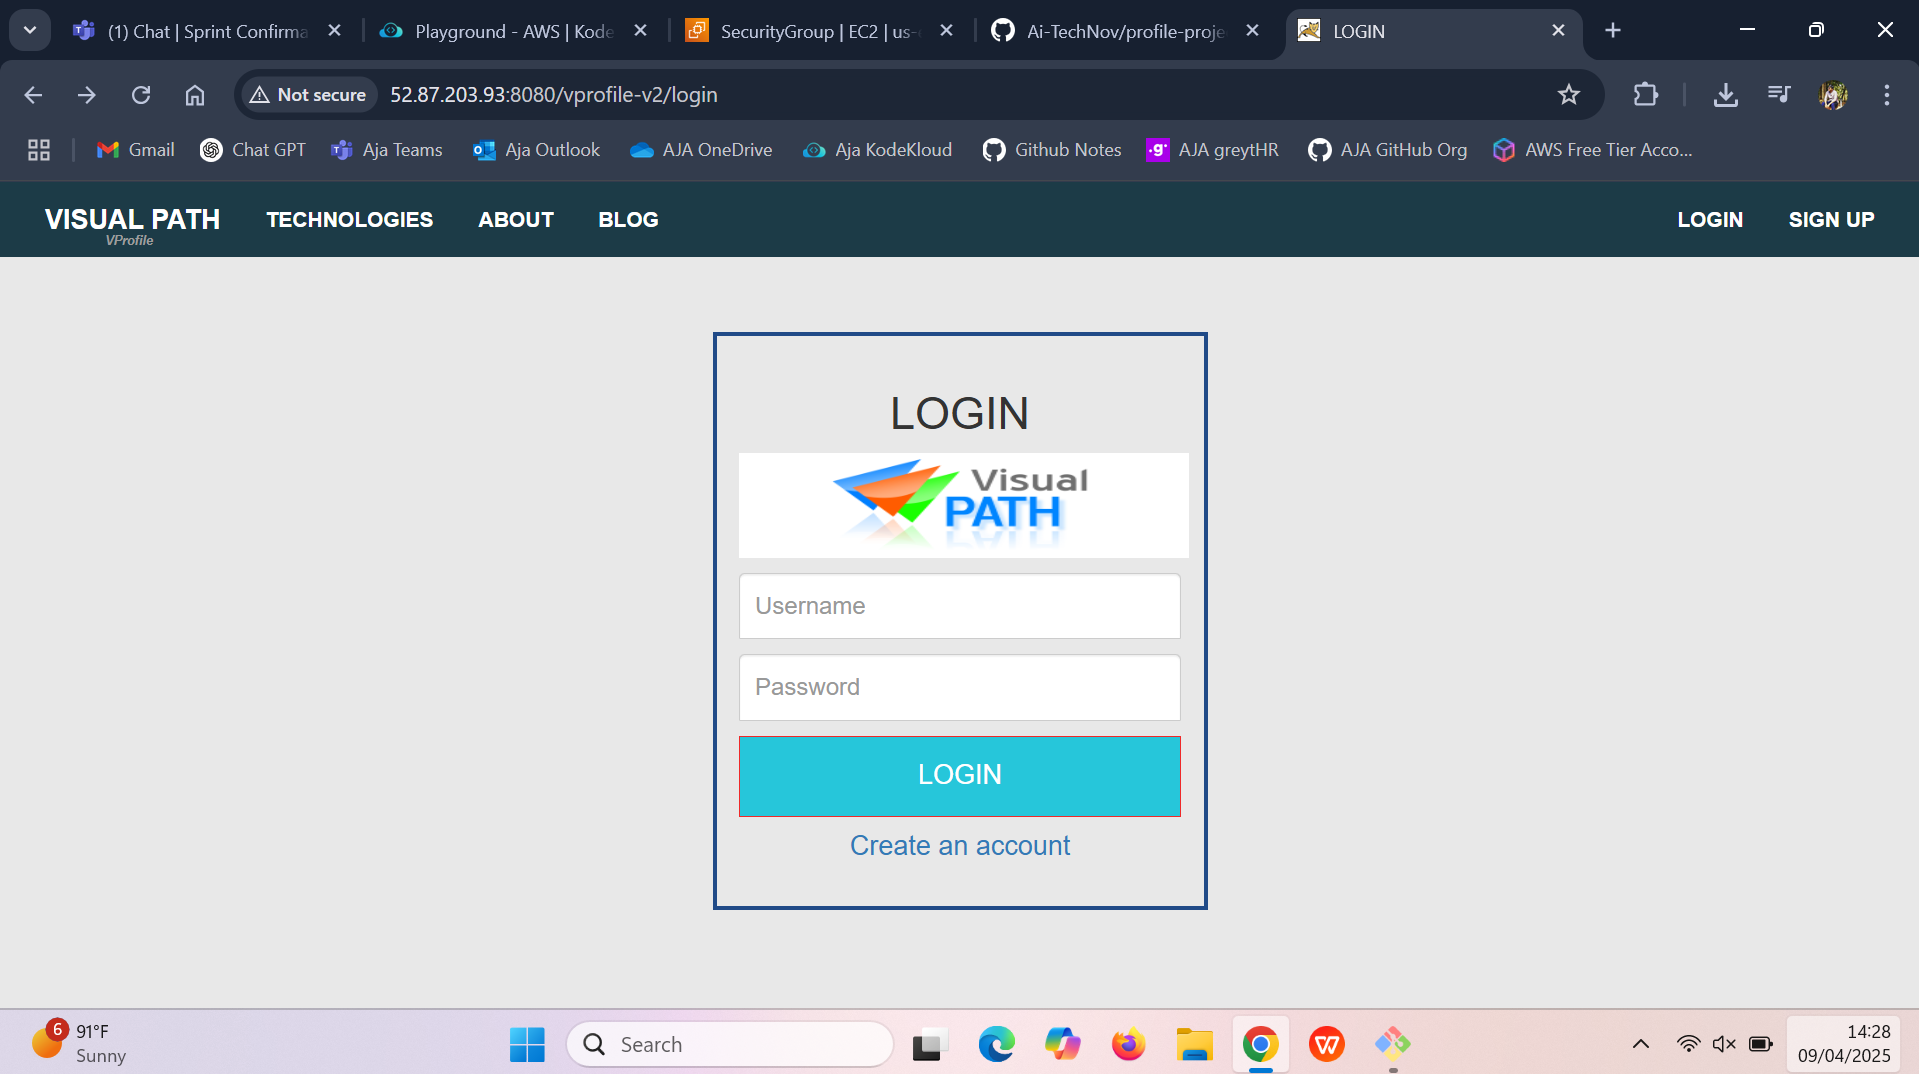 (1) Chat | Sprint Confirma
Playground - AWS | Kode
SecurityGroup | EC2 | us-
Ai-TechNov/profile-proje
LOGIN
Not secure
52.87.203.93:8080/vprofile-v2/login
Gmail
Chat GPT
Aja Teams
Aja Outlook
AJA OneDrive
Aja KodeKloud
Github Notes
.g
AJA greytHR
AJA GitHub Org
AWS Free Tier Acco...
VISUAL PATH
VProfile
TECHNOLOGIES
ABOUT
BLOG
LOGIN
SIGN UP
LOGIN
Visual
PATH
Username
Password
LOGIN
Create an account
6
91°F
Sunny
Search
14:28
09/04/2025